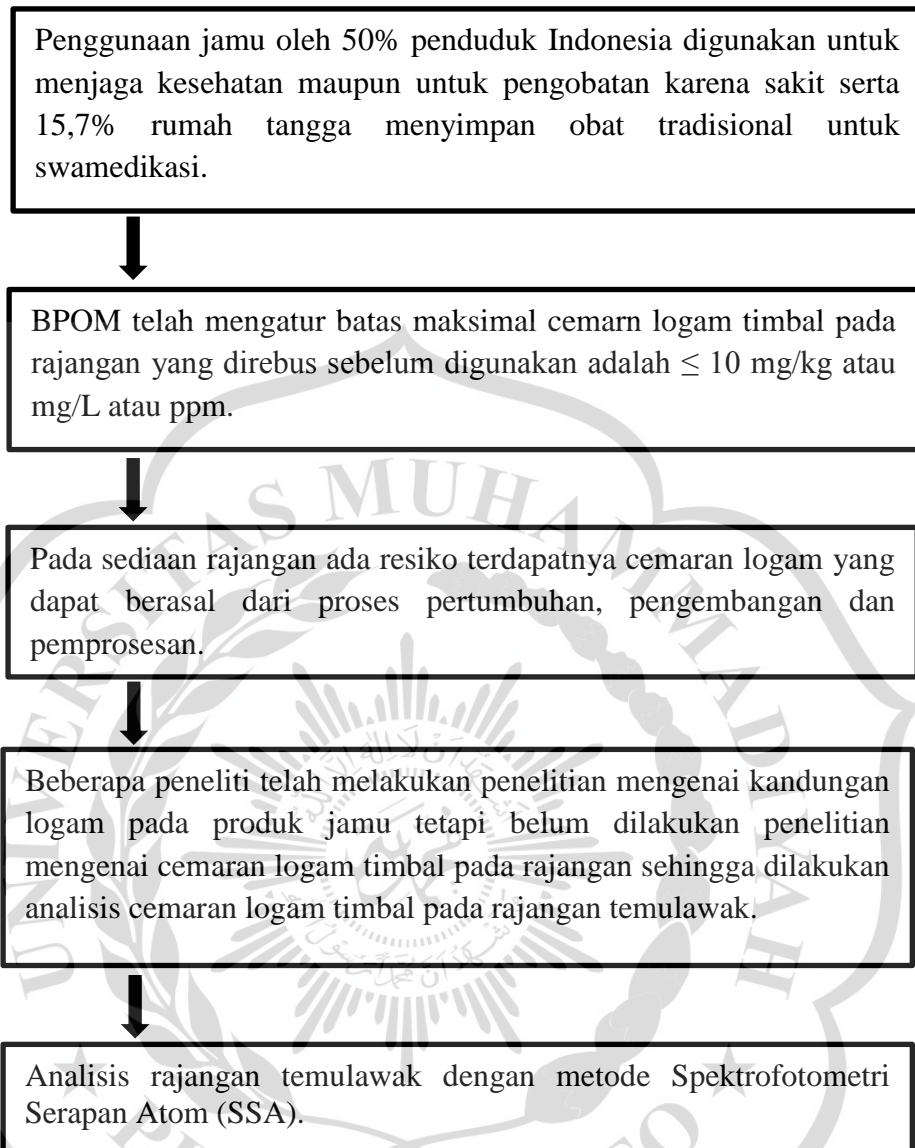 Penggunaan jamu oleh 50% penduduk Indonesia digunakan untuk
menjaga kesehatan maupun untuk pengobatan karena sakit serta
15,7% rumah tangga menyimpan obat tradisional untuk
swamedikasi.
BPOM telah mengatur batas maksimal cemarn logam timbal pada
rajangan yang direbus sebelum digunakan adalah ≤ 10 mg/kg atau
mg/L atau ppm.
Pada sediaan rajangan ada resiko terdapatnya cemaran logam yang
dapat berasal dari proses pertumbuhan, pengembangan dan
pemprosesan.
Beberapa peneliti telah melakukan penelitian mengenai kandungan
logam pada produk jamu tetapi belum dilakukan penelitian
mengenai cemaran logam timbal pada rajangan sehingga dilakukan
analisis cemaran logam timbal pada rajangan temulawak.
Analisis rajangan temulawak dengan metode Spektrofotometri
Serapan Atom (SSA).
UNIVERSITAS MUHAMMADIYAH